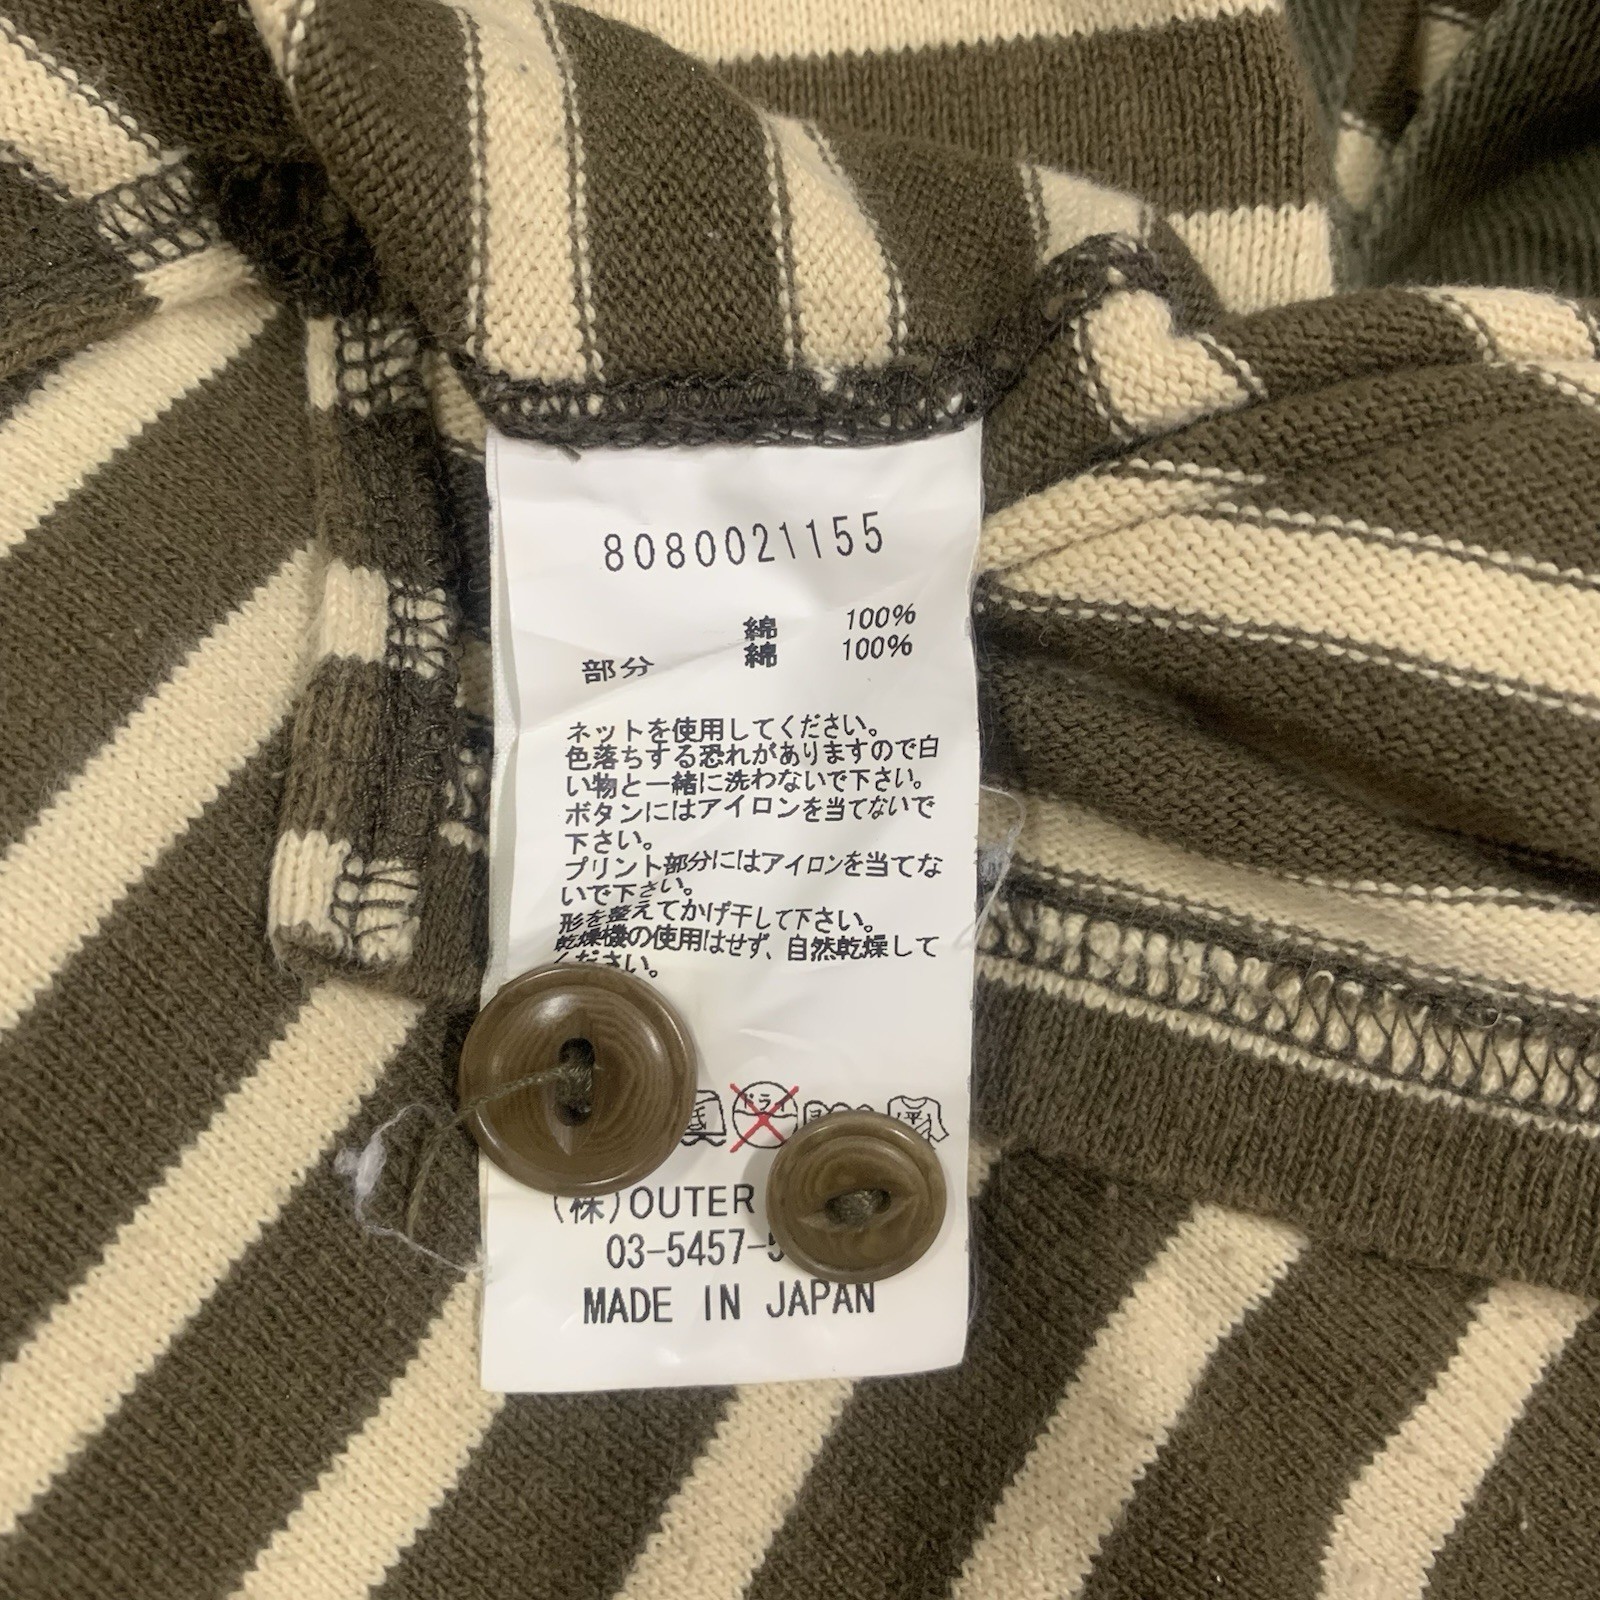 8080021155
綿 100%
部分 綿 100%
ネットを使用してください。
色落ちする恐れがありますので白
い物と一緒に洗わないで下さい。
ボタンにはアイロンを当てないで
下さい。
プリント部分にはアイロンを当てな
いで下さい。
形を整えてかげ干して下さい。
乾燥機の使用はせず、自然乾燥して
ください。
ドライ 平
(株)OUTER
03-5457-5
MADE IN JAPAN